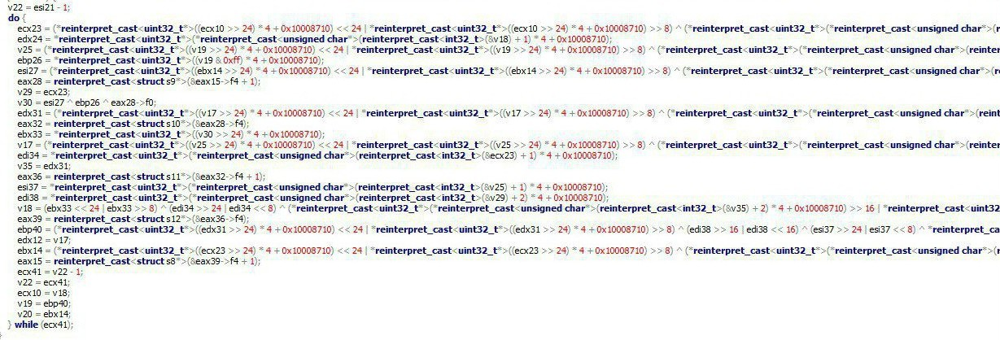 v22 = esi21 - 1;
do {
ecx23 = (*reinterpret_cast<uint32_t*>((ecx10 >> 24) * 4 + 0x10008710) << 24 | *reinterpret_cast<uint32_t*>((ecx10 >> 24) * 4 + 0x10008710) >> 8) ^ (*reinterpret_cast<uint32_t*>(*reinterpret_cast<unsigned char*>(r
edx24 = *reinterpret_cast<uint32_t*>(*reinterpret_cast<unsigned char*>(reinterpret_cast<int32_t>(&v18) + 1) * 4 + 0x10008710);
v25 = (*reinterpret_cast<uint32_t*>((v19 >> 24) * 4 + 0x10008710) << 24 | *reinterpret_cast<uint32_t*>((v19 >> 24) * 4 + 0x10008710) >> 8) ^ (*reinterpret_cast<uint32_t*>(*reinterpret_cast<unsigned char*>(reinter
ebp26 = *reinterpret_cast<uint32_t*>((v19 & 0xff) * 4 + 0x10008710);
esi27 = (*reinterpret_cast<uint32_t*>((ebx14 >> 24) * 4 + 0x10008710) << 24 | *reinterpret_cast<uint32_t*>((ebx14 >> 24) * 4 + 0x10008710) >> 8) ^ (*reinterpret_cast<uint32_t*>(*reinterpret_cast<unsigned char*>(re
eax28 = reinterpret_cast<struct s9*>(&eax15->f4 + 1);
v29 = ecx23;
v30 = esi27 ^ ebp26 ^ eax28->f0;
edx31 = (*reinterpret_cast<uint32_t*>((v17 >> 24) * 4 + 0x10008710) << 24 | *reinterpret_cast<uint32_t*>((v17 >> 24) * 4 + 0x10008710) >> 8) ^ (*reinterpret_cast<uint32_t*>(*reinterpret_cast<unsigned char*>(reint
eax32 = reinterpret_cast<struct s10*>(&eax28->f4);
ebx33 = *reinterpret_cast<uint32_t*>((v30 >> 24) * 4 + 0x10008710);
v17 = (*reinterpret_cast<uint32_t*>((v25 >> 24) * 4 + 0x10008710) << 24 | *reinterpret_cast<uint32_t*>((v25 >> 24) * 4 + 0x10008710) >> 8) ^ (*reinterpret_cast<uint32_t*>(*reinterpret_cast<unsigned char*>(reinter
edi34 = *reinterpret_cast<uint32_t*>(*reinterpret_cast<unsigned char*>(reinterpret_cast<int32_t>(&ecx23) + 1) * 4 + 0x10008710);
v35 = edx31;
eax36 = reinterpret_cast<struct s11*>(&eax32->f4 + 1);
esi37 = *reinterpret_cast<uint32_t*>(*reinterpret_cast<unsigned char*>(reinterpret_cast<int32_t>(&v25) + 1) * 4 + 0x10008710);
edi38 = *reinterpret_cast<uint32_t*>(*reinterpret_cast<unsigned char*>(reinterpret_cast<int32_t>(&v29) + 2) * 4 + 0x10008710);
v18 = (ebx33 << 24 | ebx33 >> 8) ^ (edi34 >> 24 | edi34 << 8) ^ (*reinterpret_cast<uint32_t*>(*reinterpret_cast<unsigned char*>(reinterpret_cast<int32_t>(&v35) + 2) * 4 + 0x10008710) >> 16 | *reinterpret_cast<uint32
eax39 = reinterpret_cast<struct s12*>(&eax36->f4);
ebp40 = (*reinterpret_cast<uint32_t*>((edx31 >> 24) * 4 + 0x10008710) << 24 | *reinterpret_cast<uint32_t*>((edx31 >> 24) * 4 + 0x10008710) >> 8) ^ (edi38 >> 16 | edi38 << 16) ^ (esi37 >> 24 | esi37 << 8) ^ *reinterpret_ca
edx12 = v17;
ebx14 = (*reinterpret_cast<uint32_t*>((ecx23 >> 24) * 4 + 0x10008710) << 24 | *reinterpret_cast<uint32_t*>((ecx23 >> 24) * 4 + 0x10008710) >> 8) ^ (*reinterpret_cast<uint32_t*>(*reinterpret_cast<unsigned char*>(r
eax15 = reinterpret_cast<struct s8*>(&eax39->f4 + 1);
ecx41 = v22 - 1;
v22 = ecx41;
ecx10 = v18;
v19 = ebp40;
v20 = ebx14;
} while (ecx41);